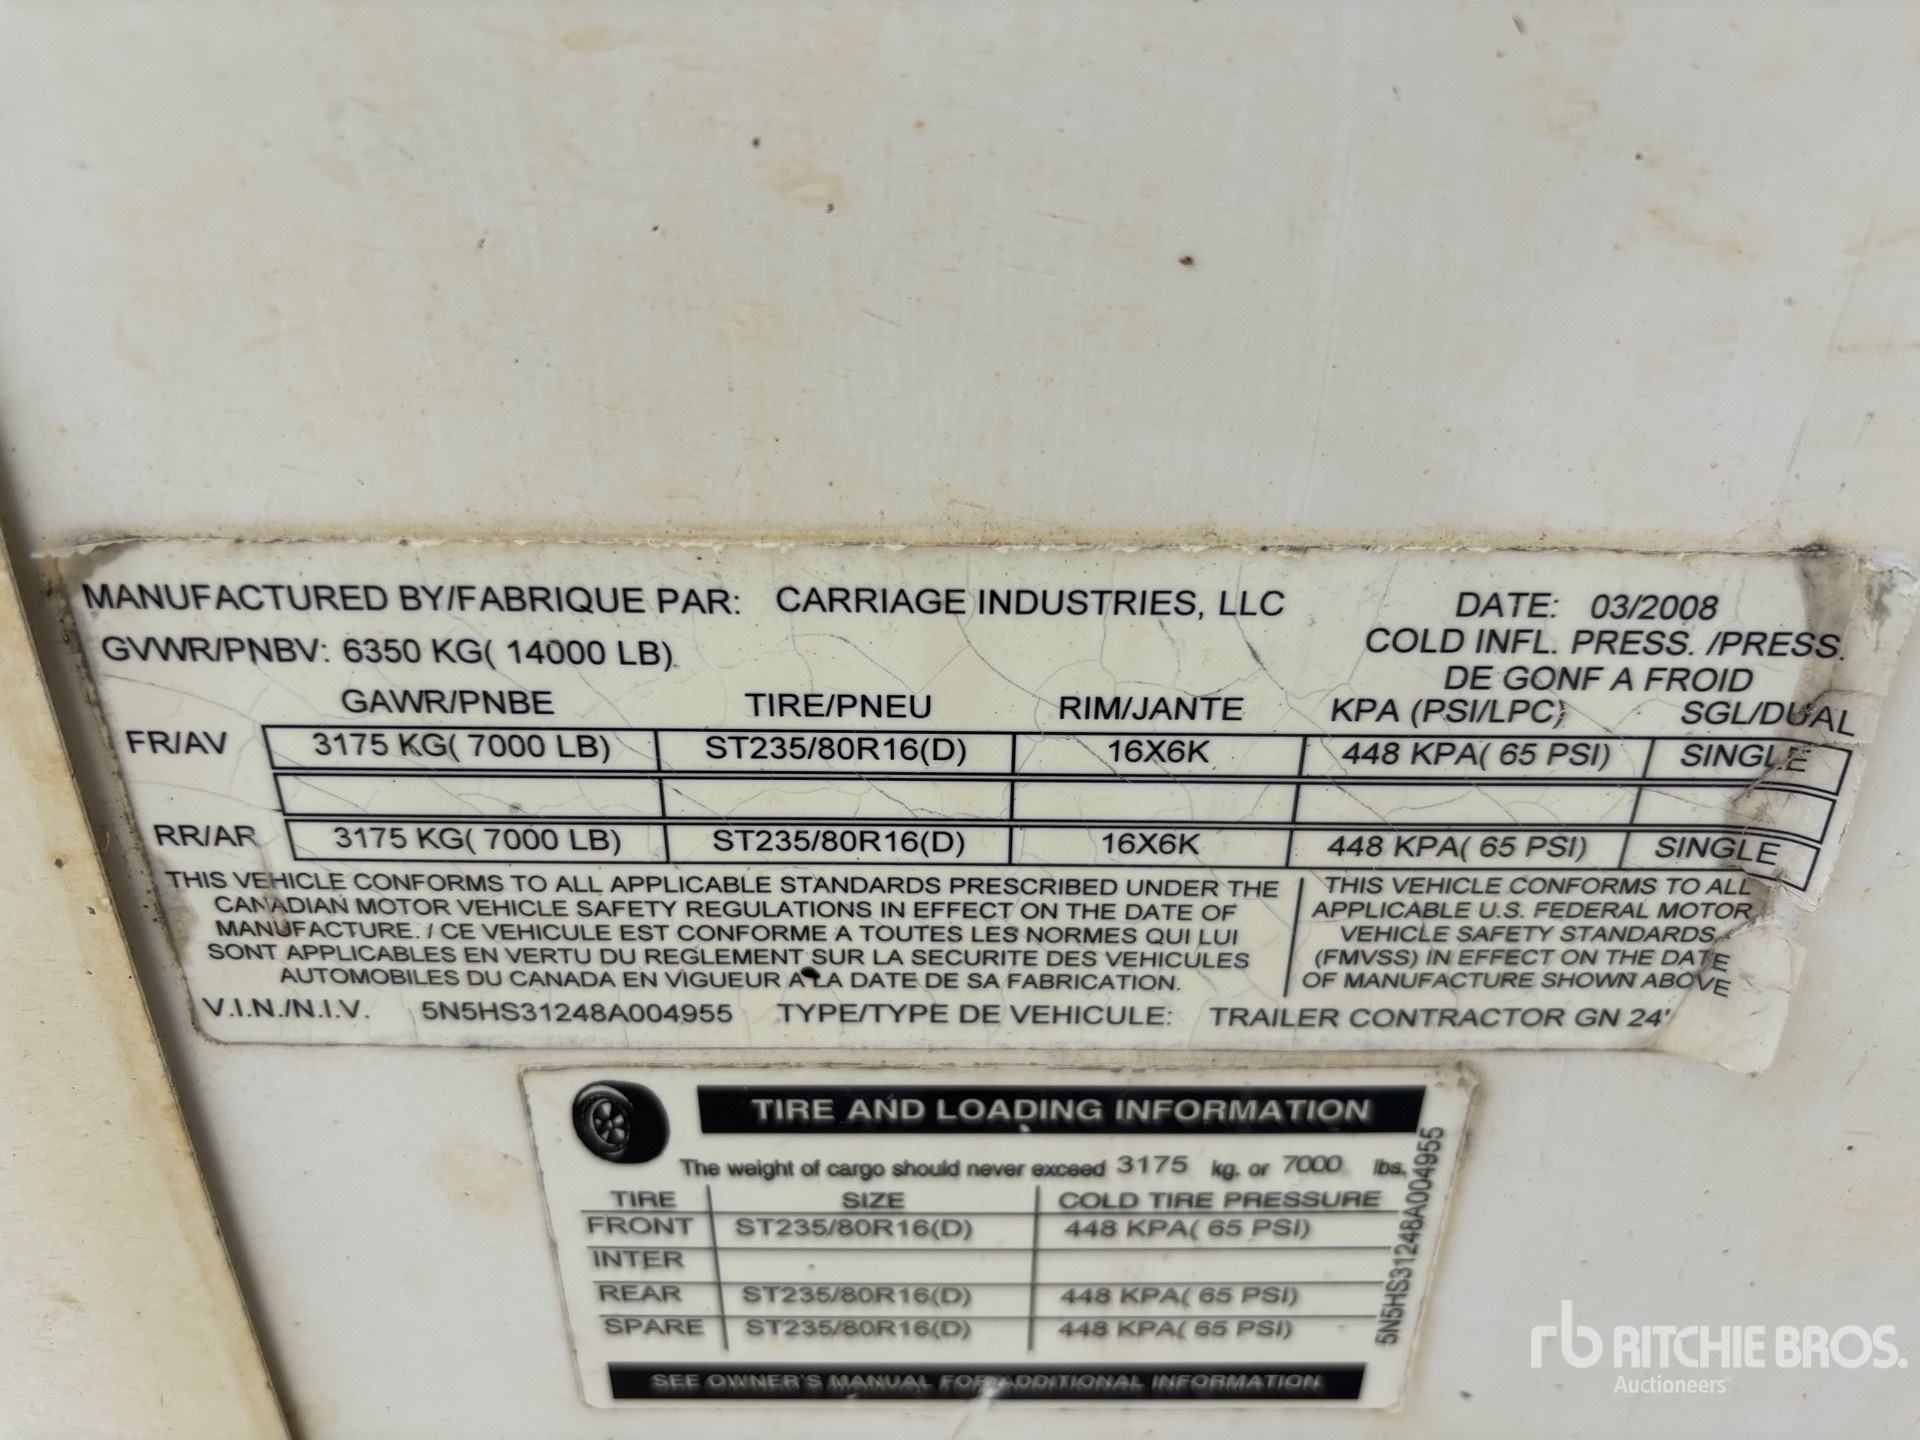 MANUFACTURED BY/FABRIQUE PAR: CARRIAGE INDUSTRIES, LLC DATE: 03/2008
GVWR/PNBV: 6350 KG( 14000 LB) COLD INFL. PRESS. /PRESS.
DE GONF A FROID
GAWR/PNBE TIRE/PNEU RIM/JANTE KPA (PSI/LPC) SGL/DUAL
FR/AV 3175 KG( 7000 LB) ST235/80R16(D) 16X6K 448 KPA( 65 PSI) SINGLE
RR/AR 3175 KG( 7000 LB) ST235/80R16(D) 16X6K 448 KPA( 65 PSI) SINGLE
THIS VEHICLE CONFORMS TO ALL APPLICABLE STANDARDS PRESCRIBED UNDER THE
CANADIAN MOTOR VEHICLE SAFETY REGULATIONS IN EFFECT ON THE DATE OF
MANUFACTURE. / CE VEHICULE EST CONFORME A TOUTES LES NORMES QUI LUI
SONT APPLICABLES EN VERTU DU REGLEMENT SUR LA SECURITE DES VEHICULES
AUTOMOBILES DU CANADA EN VIGUEUR A LA DATE DE SA FABRICATION.
THIS VEHICLE CONFORMS TO ALL
APPLICABLE U.S. FEDERAL MOTOR
VEHICLE SAFETY STANDARDS
(FMVSS) IN EFFECT ON THE DATE
OF MANUFACTURE SHOWN ABOVE
V.I.N./N.I.V. 5N5HS31248A004955 TYPE/TYPE DE VEHICULE: TRAILER CONTRACTOR GN 24'
TIRE AND LOADING INFORMATION
The weight of cargo should never exceed 3175 kg. or 7000 lbs.
TIRE SIZE COLD TIRE PRESSURE
FRONT ST235/80R16(D) 448 KPA( 65 PSI)
INTER
REAR ST235/80R16(D) 448 KPA( 65 PSI)
SPARE ST235/80R16(D) 448 KPA( 65 PSI)
5N5HS31248A004955
SEE OWNER'S MANUAL FOR ADDITIONAL INFORMATION
rb RITCHIE BROS.
Auctioneers